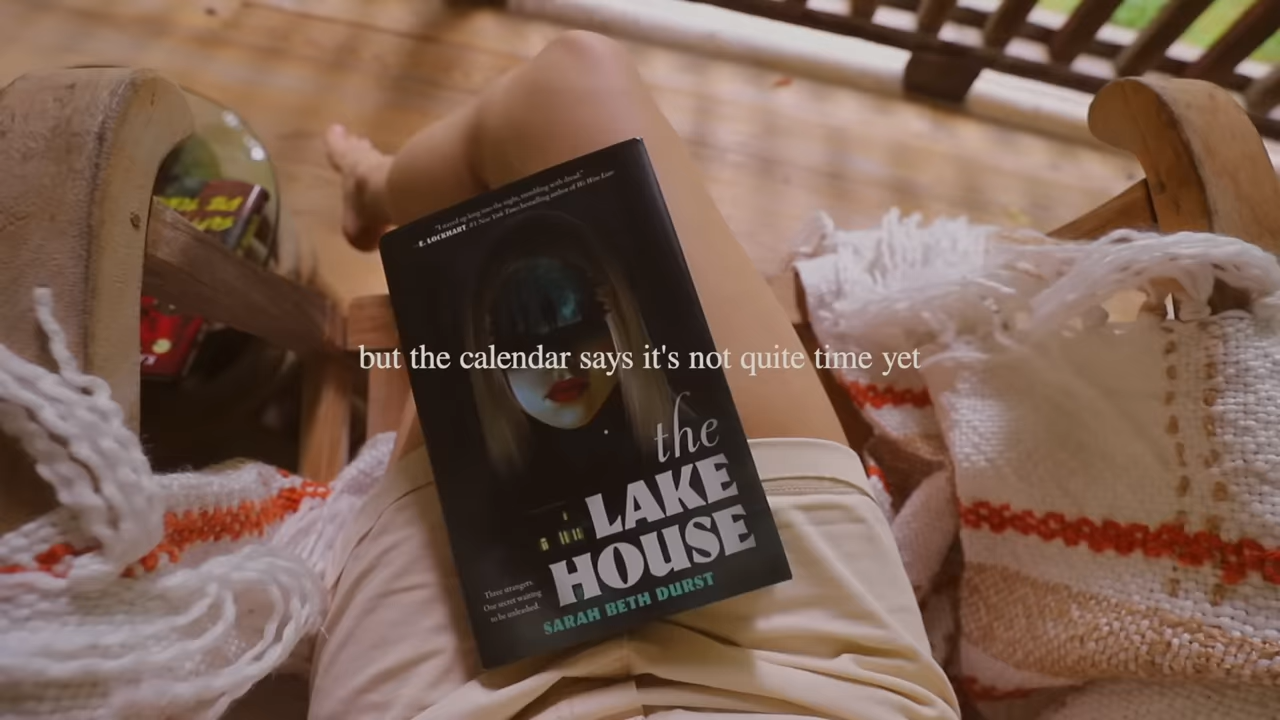 "I stayed up long into the night, trembling with dread."
—E. LOCKHART, #1 New York Times bestselling author of We Were Liars
but the calendar says it's not quite time yet
the
LAKE
HOUSE
Three strangers.
One secret waiting
to be unleashed.
SARAH BETH DURST